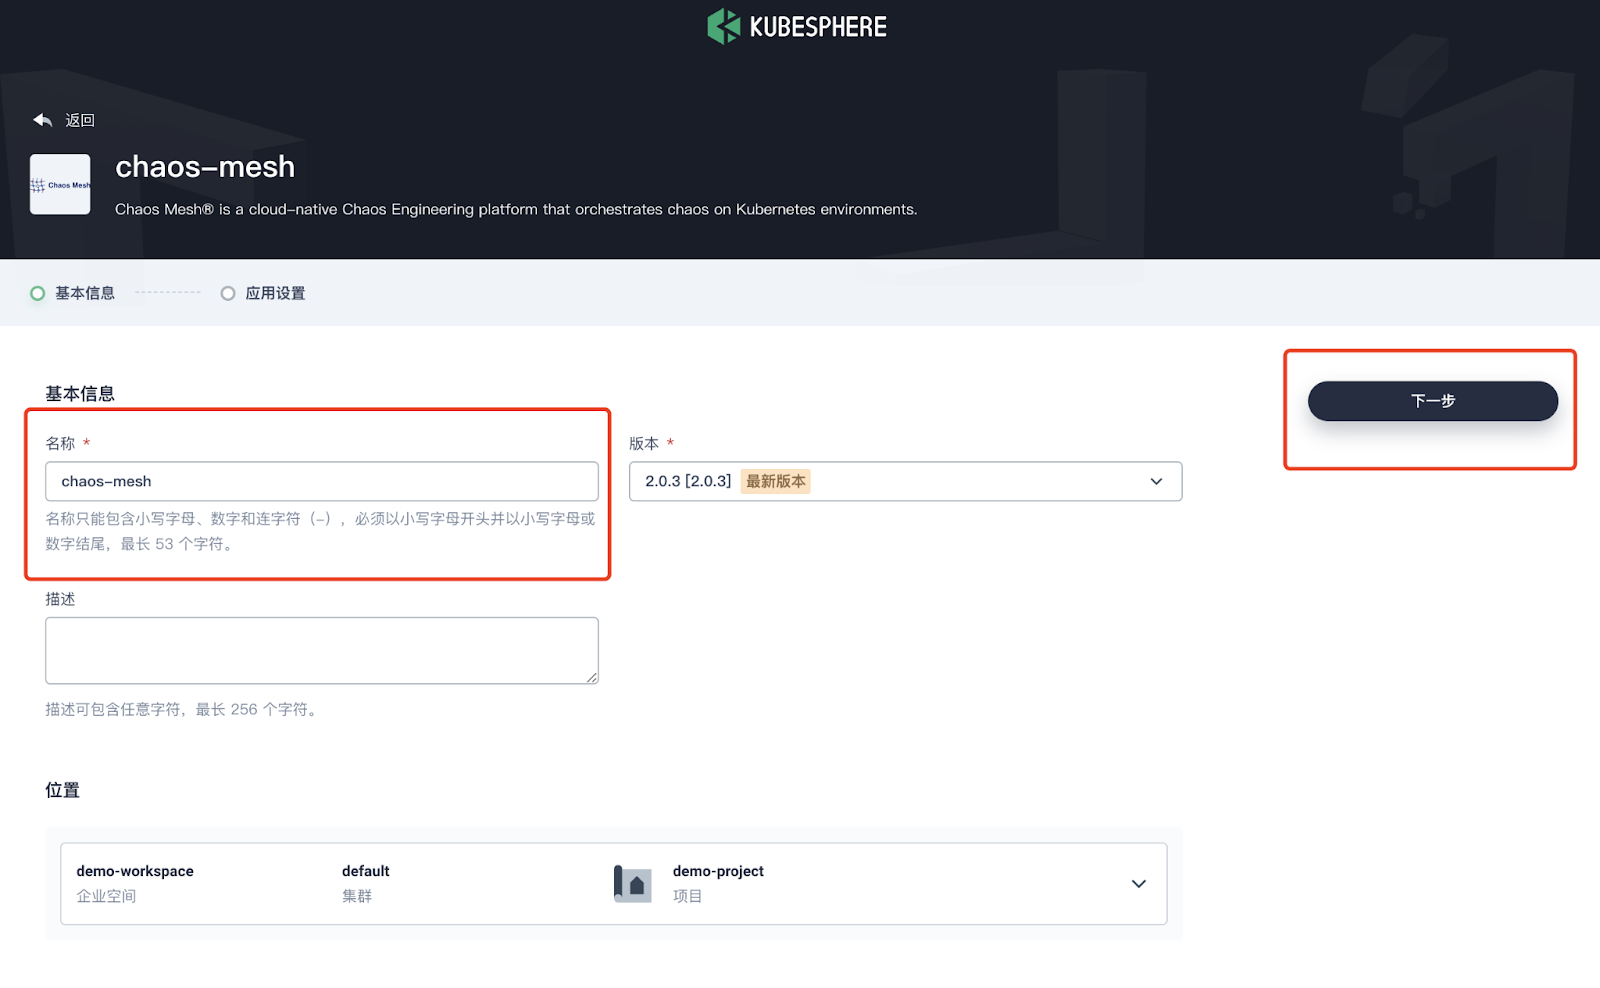 KUBESPHERE
返回
Chaos Mesh
chaos-mesh
Chaos Mesh® is a cloud-native Chaos Engineering platform that orchestrates chaos on Kubernetes environments.
基本信息
应用设置
基本信息
下一步
名称 *
版本 *
chaos-mesh
2.0.3 [2.0.3] 最新版本
名称只能包含小写字母、数字和连字符（-），必须以小写字母开头并以小写字母或
数字结尾，最长 53 个字符。
描述
描述可包含任意字符，最长 256 个字符。
位置
demo-workspace
企业空间
default
集群
demo-project
项目